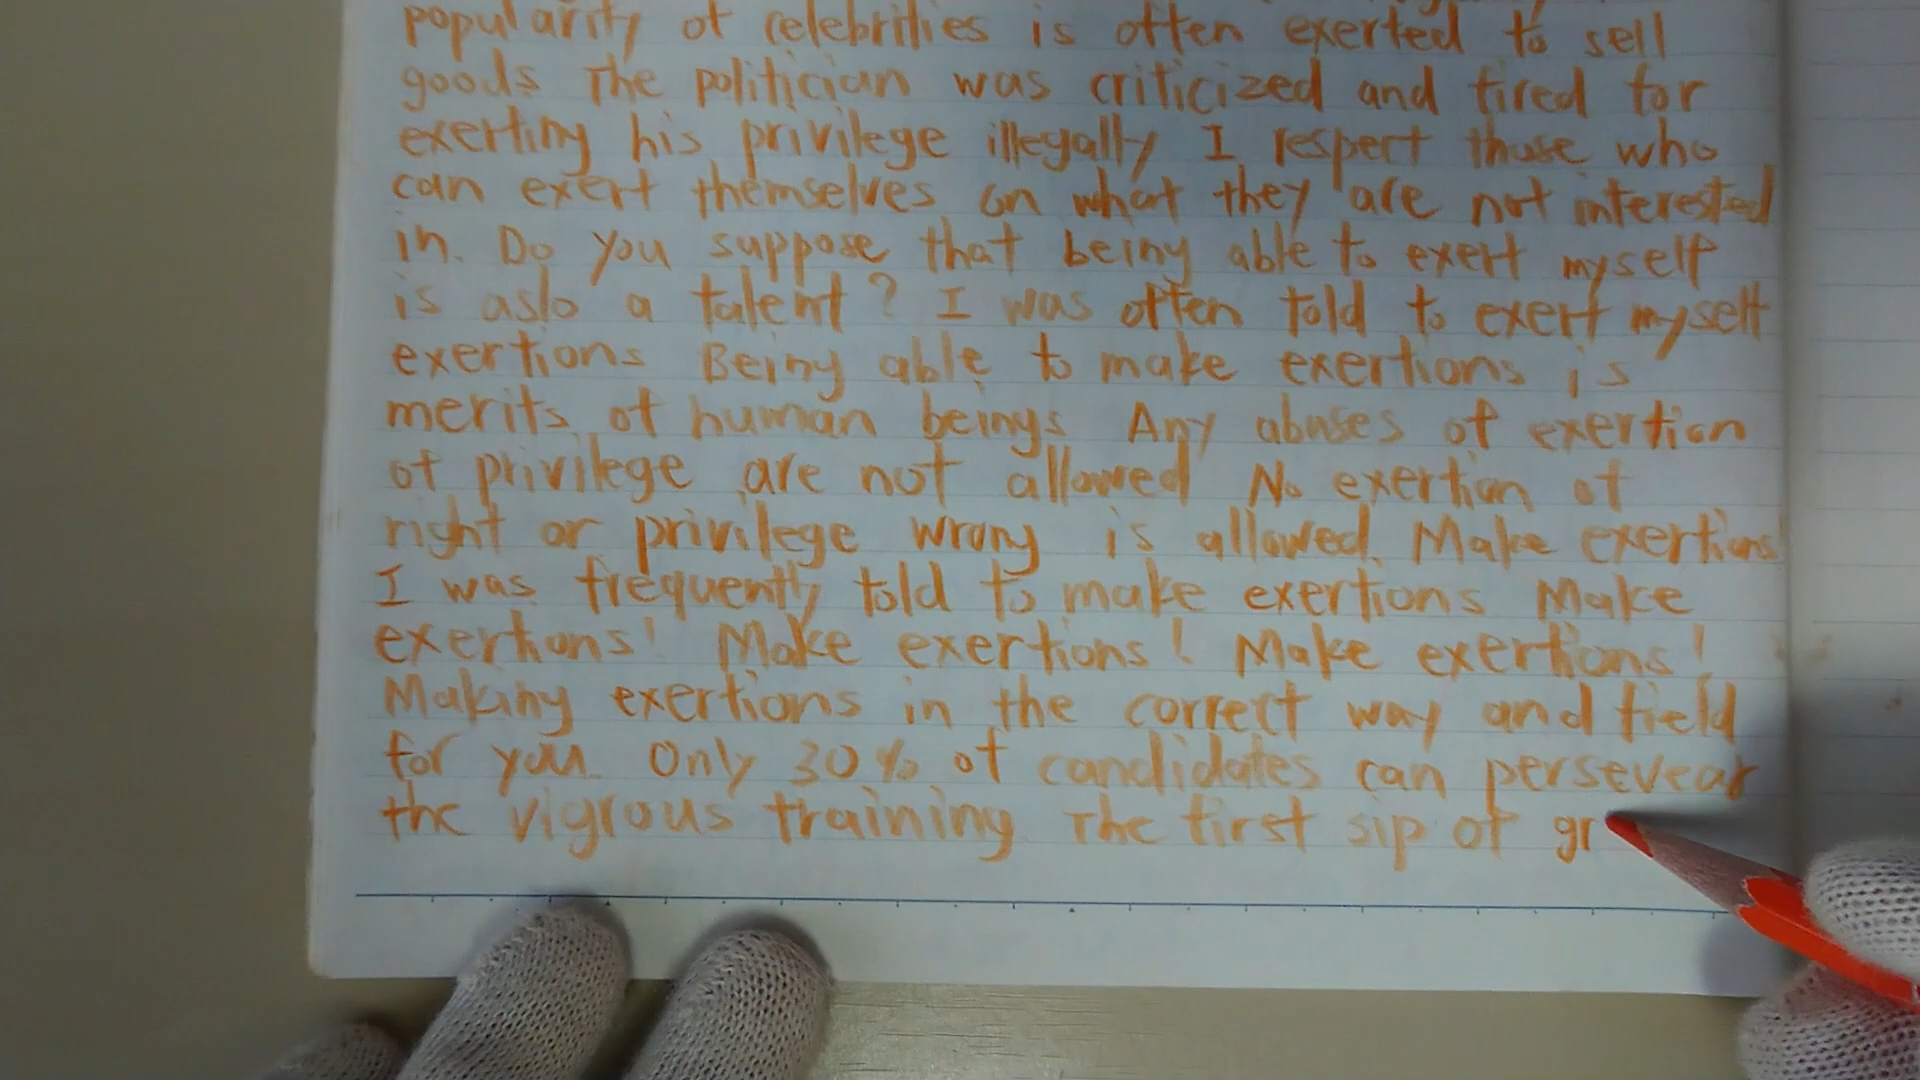 popularity of celebrities is often exerted to sell
goods The politician was criticized and fired for
exerting his privilege illegally I respect those who
can exert themselves on what they are not interested
in. Do you suppose that being able to exert myself
is aslo a talent? I was often told to exert myself
exertions Being able to make exertions is
merits of human beings Any abuses of exertion
of privilege are not allowed No exertion of
right or privilege wrong is allowed. Make exertions!
I was frequently told to make exertions Make
exertions! Make exertions! Make exertions!
Making exertions in the correct way and field
for you. Only 30% of candidates can persevear
the vigrous training The first sip of gr